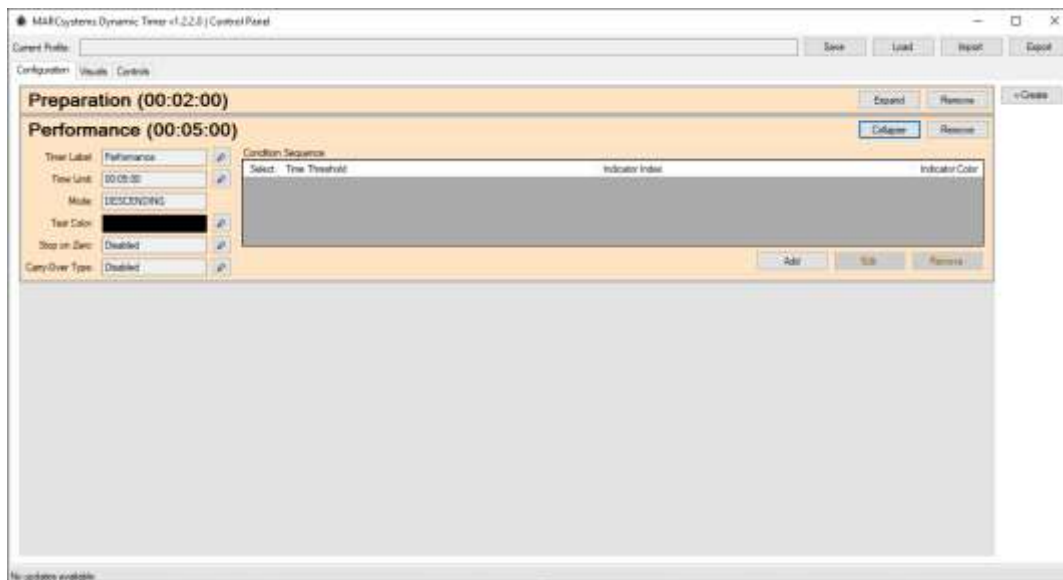 MARCsystems Dynamic Timer v1.2.2.0 | Control Panel
Current Profile: Save Load Import Export
Configuration Visuals Controls
Preparation (00:02:00) Expand Remove +Create
Performance (00:05:00) Collapse Remove
Timer Label: Performance
Time Limit: 00:05:00
Mode: DESCENDING
Text Color:
Stop on Zero: Disabled
Carry-Over Type: Disabled
Condition Sequence
Select Time Threshold Indicator Index Indicator Color
Add Edit Remove
No updates available